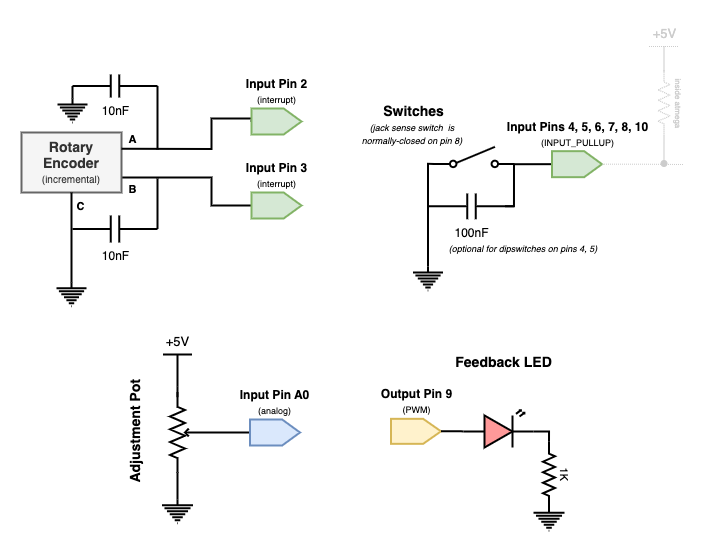 +5V
inside atmega
Input Pin 2
(interrupt)
10nF
Switches
(jack sense switch is
normally-closed on pin 8)
Input Pins 4, 5, 6, 7, 8, 10
(INPUT_PULLUP)
Rotary
Encoder
(incremental)
A
B
C
Input Pin 3
(interrupt)
10nF
100nF
(optional for dipswitches on pins 4, 5)
+5V
Adjustment Pot
Input Pin A0
(analog)
Feedback LED
Output Pin 9
(PWM)
1K